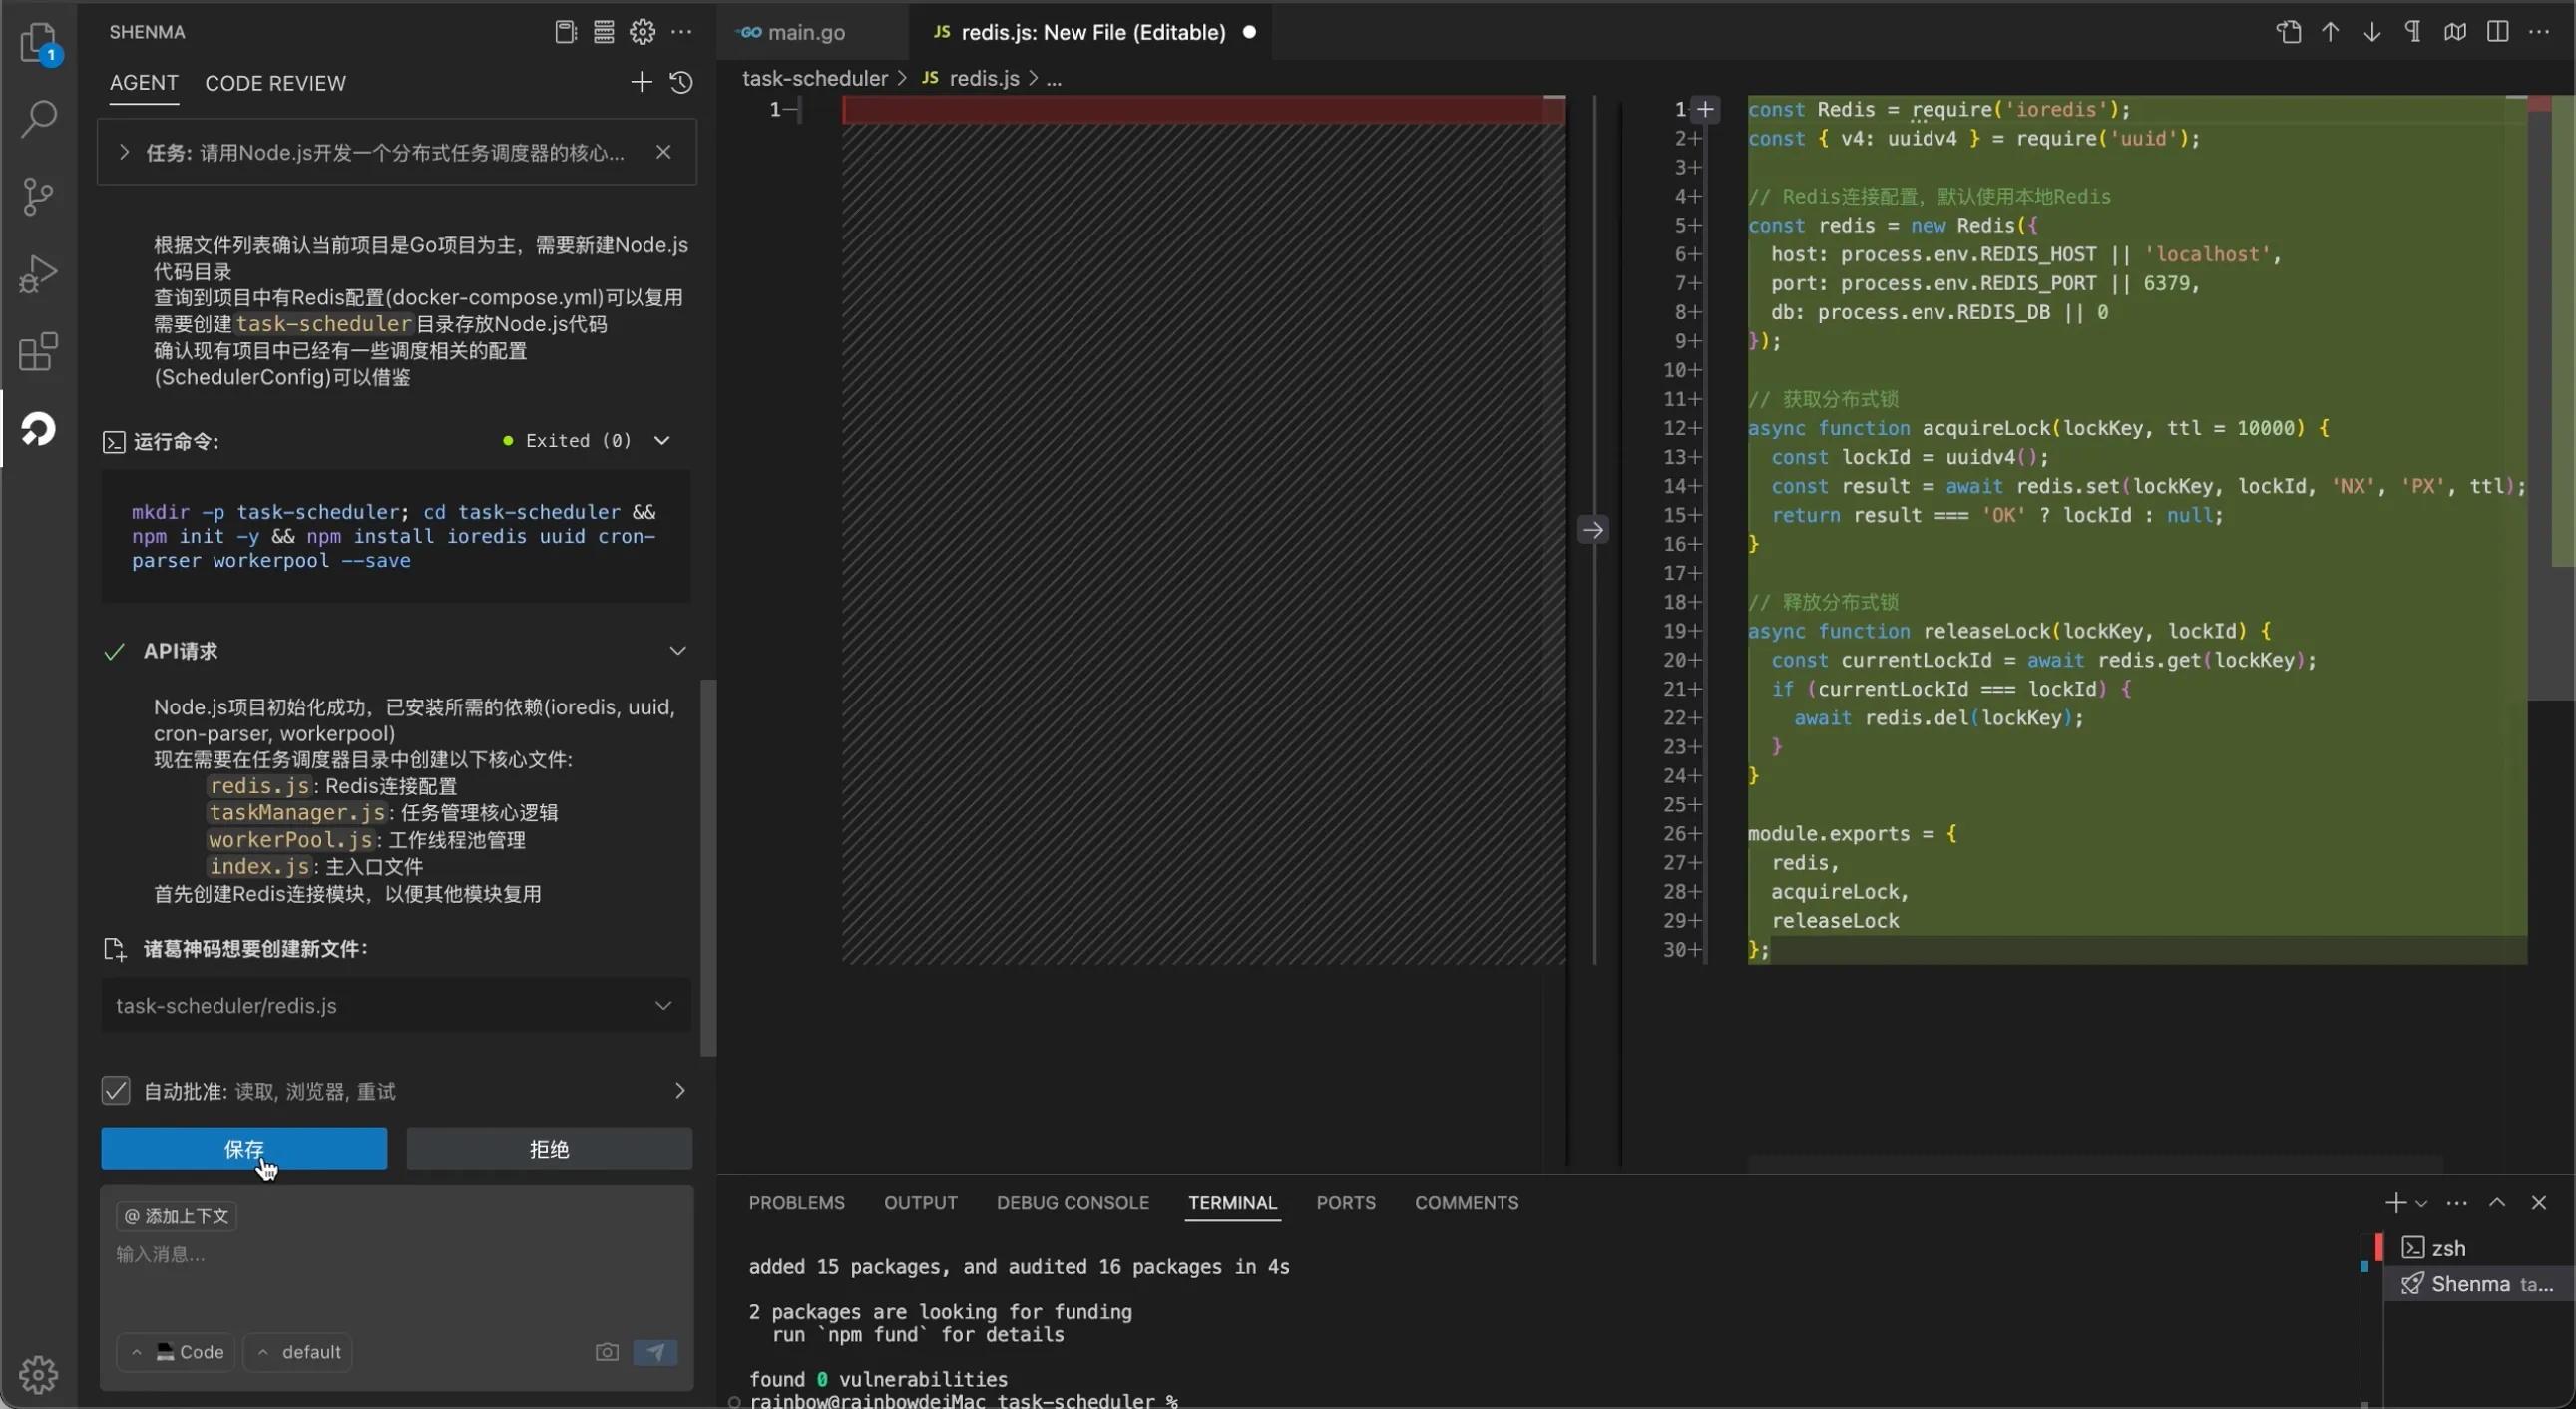 1
SHENMA
AGENT
CODE REVIEW
任务: 请用Node.js开发一个分布式任务调度器的核心...
根据文件列表确认当前项目是Go项目为主，需要新建Node.js
代码目录
查询到项目中有Redis配置(docker-compose.yml)可以复用
需要创建 task-scheduler 目录存放Node.js代码
确认现有项目中已经有一些调度相关的配置
(SchedulerConfig)可以借鉴
运行命令:
Exited (0)
mkdir -p task-scheduler; cd task-scheduler &&
npm init -y && npm install ioredis uuid cron-
parser workerpool --save
API请求
Node.js项目初始化成功，已安装所需的依赖(ioredis, uuid,
cron-parser, workerpool)
现在需要在任务调度器目录中创建以下核心文件:
redis.js: Redis连接配置
taskManager.js: 任务管理核心逻辑
workerPool.js: 工作线程池管理
index.js: 主入口文件
首先创建Redis连接模块，以便其他模块复用
诸葛神码想要创建新文件:
task-scheduler/redis.js
自动批准: 读取, 浏览器, 重试
保存
拒绝
@ 添加上下文
输入消息...
Code
default
GO main.go
JS redis.js: New File (Editable)
task-scheduler > JS redis.js > ...
1
1 const Redis = require('ioredis');
2+ const { v4: uuidv4 } = require('uuid');
3+
4+ // Redis连接配置，默认使用本地Redis
5+ const redis = new Redis({
6+ host: process.env.REDIS_HOST || 'localhost',
7+ port: process.env.REDIS_PORT || 6379,
8+ db: process.env.REDIS_DB || 0
9+ });
10+
11+ // 获取分布式锁
12+ async function acquireLock(lockKey, ttl = 10000) {
13+ const lockId = uuidv4();
14+ const result = await redis.set(lockKey, lockId, 'NX', 'PX', ttl);
15+ return result === 'OK' ? lockId : null;
16+ }
17+
18+ // 释放分布式锁
19+ async function releaseLock(lockKey, lockId) {
20+ const currentLockId = await redis.get(lockKey);
21+ if (currentLockId === lockId) {
22+ await redis.del(lockKey);
23+ }
24+ }
25+
26+ module.exports = {
27+ redis,
28+ acquireLock,
29+ releaseLock
30+ };
PROBLEMS
OUTPUT
DEBUG CONSOLE
TERMINAL
PORTS
COMMENTS
added 15 packages, and audited 16 packages in 4s
2 packages are looking for funding
run `npm fund` for details
found 0 vulnerabilities
rainbow@rainbowdeiMac task-scheduler %
zsh
Shenma ta...